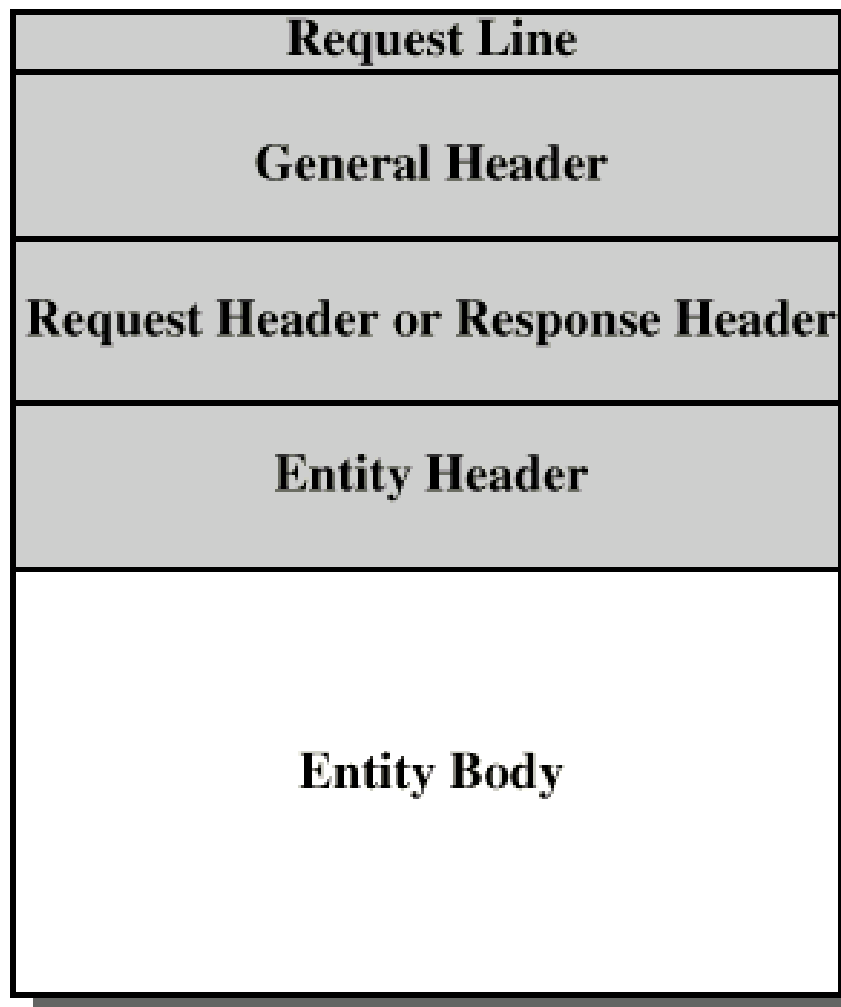 Request Line
General Header
Request Header or Response Header
Entity Header
Entity Body